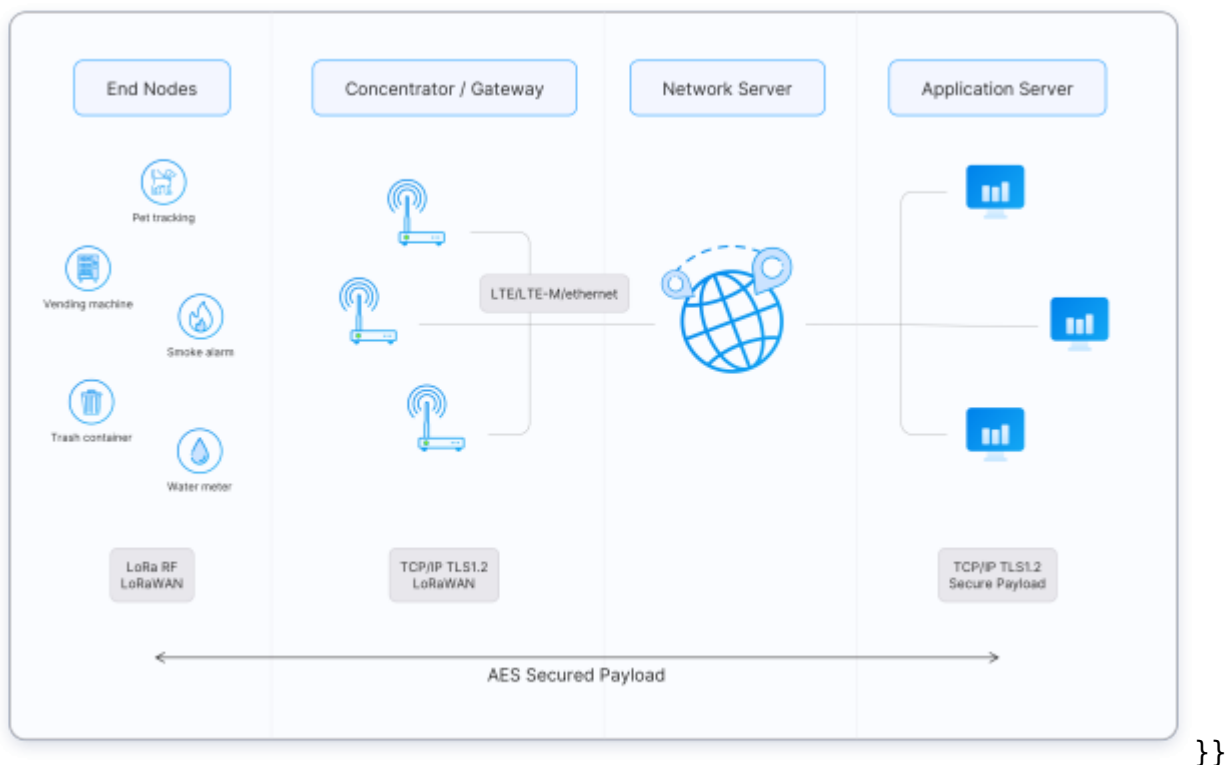 End Nodes
Concentrator / Gateway
Network Server
Application Server
Pet tracking
Vending machine
Smoke alarm
Trash container
Water meter
LTE/LTE-M/ethernet
LoRa RF
LoRaWAN
TCP/IP TLS1.2
LoRaWAN
TCP/IP TLS1.2
Secure Payload
AES Secured Payload
}}